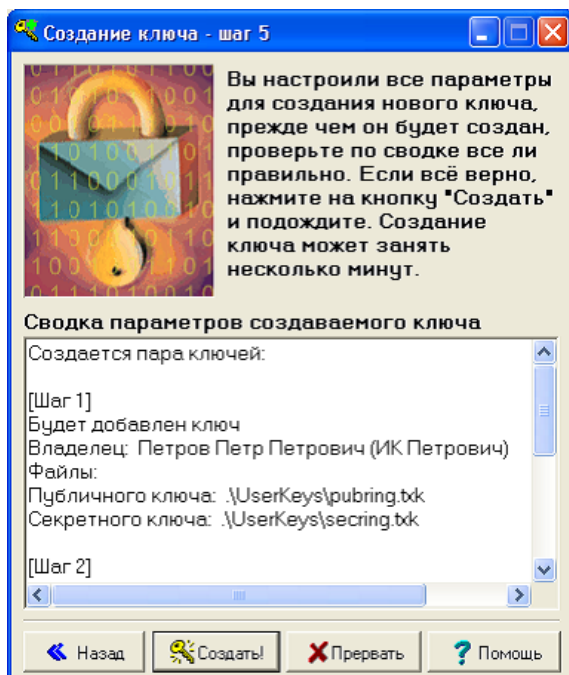 Создание ключа - шаг 5
Вы настроили все параметры
для создания нового ключа,
прежде чем он будет создан,
проверьте по сводке все ли
правильно. Если всё верно,
нажмите на кнопку "Создать"
и подождите. Создание
ключа может занять
несколько минут.
Сводка параметров создаваемого ключа
Создается пара ключей:
[Шаг 1]
Будет добавлен ключ
Владелец: Петров Петр Петрович (ИК Петрович)
Файлы:
Публичного ключа: .\UserKeys\pubring.txk
Секретного ключа: .\UserKeys\secring.txk
[Шаг 2]
Назад
Создать!
Прервать
Помощь